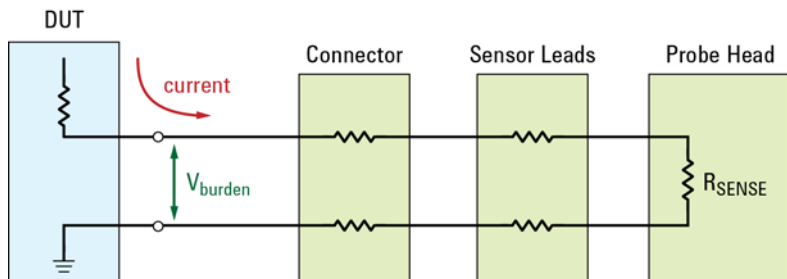 DUT
Connector
Sensor Leads
Probe Head
current
Vburden
RSENSE